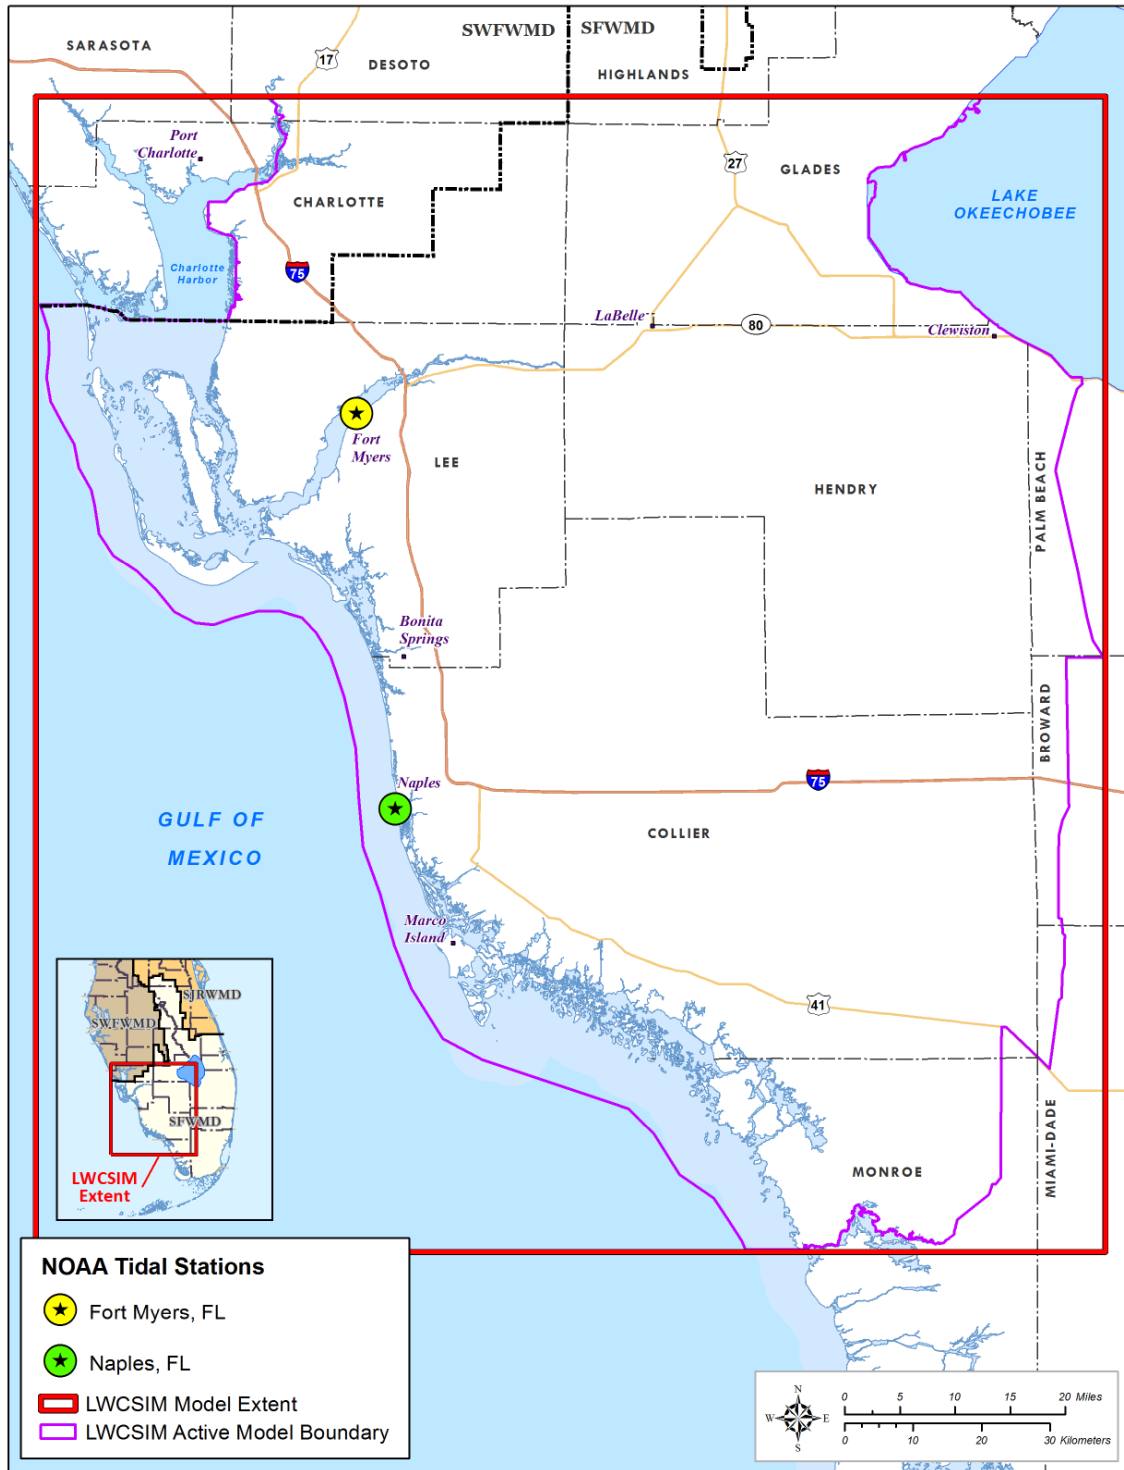 SWFWMD
SFWMD
SARASOTA
17
DESOTO
HIGHLANDS
Port
Charlotte
27
GLADES
CHARLOTTE
LAKE
OKEECHOBEE
Charlotte
Harbor
75
LaBelle
80
Clewiston
Fort
Myers
LEE
HENDRY
PALM BEACH
Bonita
Springs
BROWARD
Naples
75
GULF OF
MEXICO
COLLIER
Marco
Island
41
SJRWMD
SWFWMD
SFWMD
LWCSIM
Extent
MONROE
MIAMI-DADE
NOAA Tidal Stations
Fort Myers, FL
Naples, FL
LWCSIM Model Extent
LWCSIM Active Model Boundary
N
W E
S
0 5 10 15 20 Miles
0 10 20 30 Kilometers